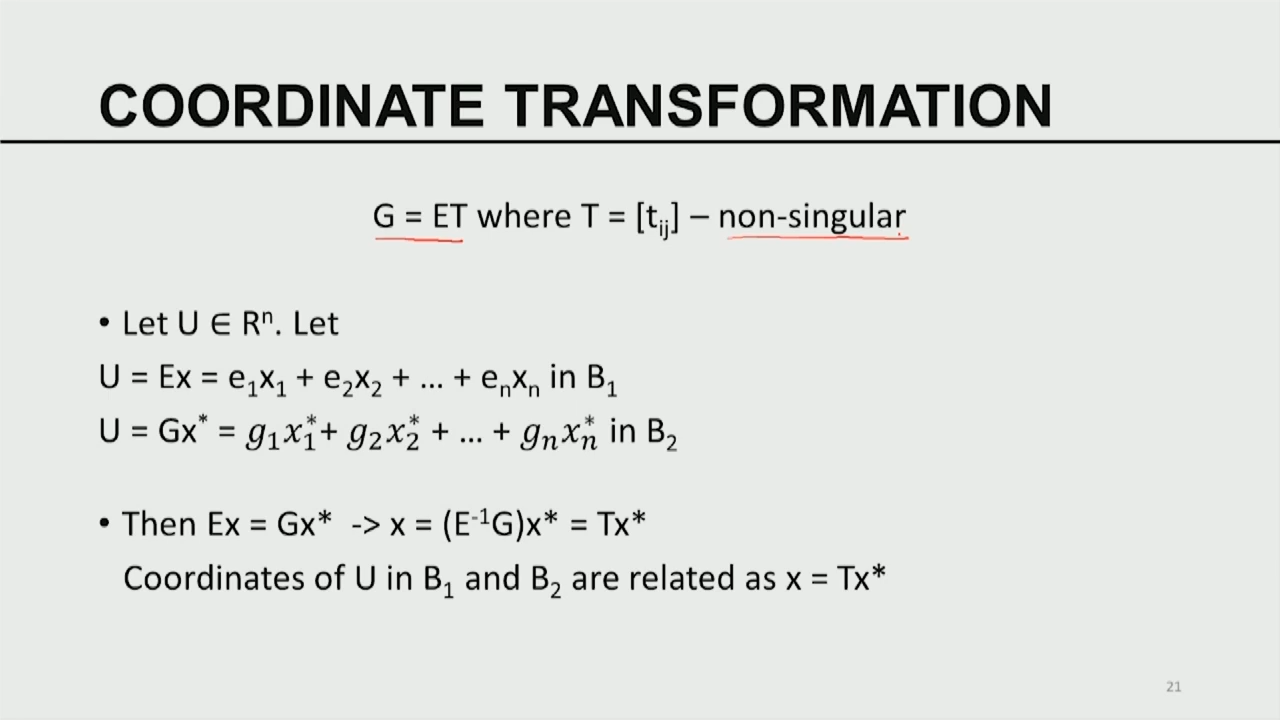 COORDINATE TRANSFORMATION
G = ET where T = [tᵢⱼ] – non-singular
• Let U ∈ Rⁿ. Let
U = Ex = e₁x₁ + e₂x₂ + ... + eₙxₙ in B₁
U = Gx* = g₁x₁* + g₂x₂* + ... + gₙxₙ* in B₂
• Then Ex = Gx* -> x = (E⁻¹G)x* = Tx*
Coordinates of U in B₁ and B₂ are related as x = Tx*
21